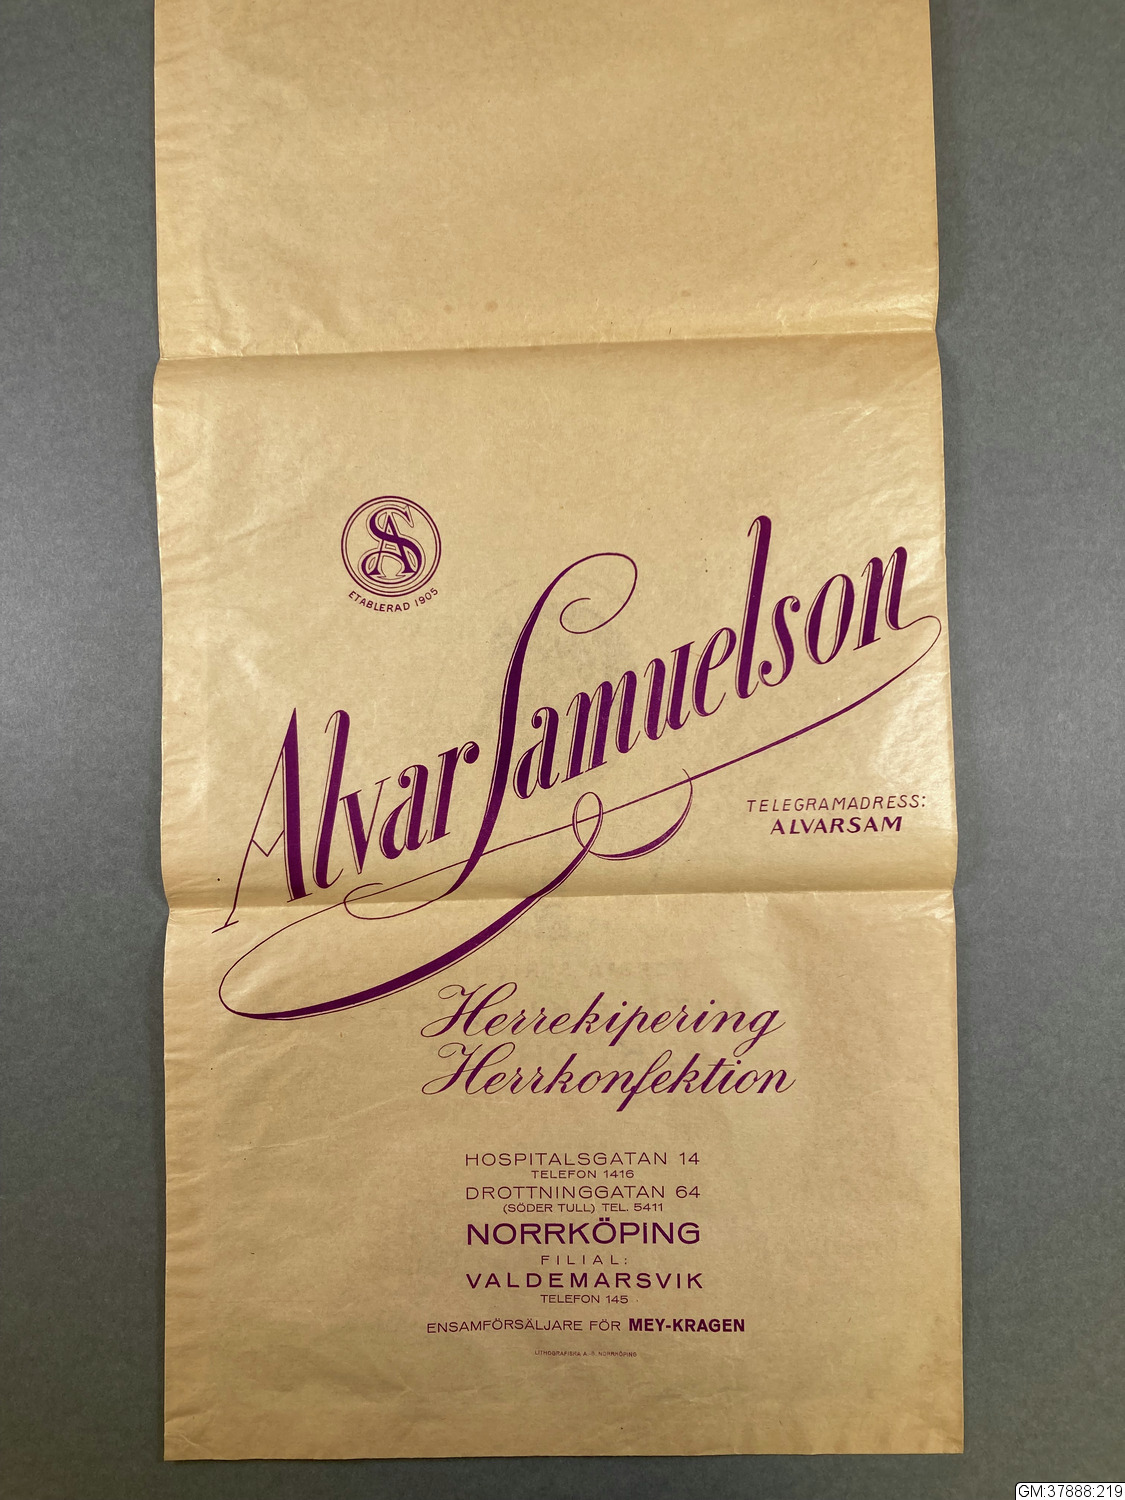 SA
ETABLERAD 1905
Alvar Samuelson
TELEGRAMADRESS:
ALVARSAM
Herrekipering
Herrkonfektion
HOSPITALSGATAN 14
TELEFON 1416
DROTTNINGGATAN 64
(SÖDER TULL) TEL. 5411
NORRKÖPING
FILIAL:
VALDEMARSVIK
TELEFON 145
ENSAMFÖRSÄLJARE FÖR MEY-KRAGEN
A. B. NORRKÖPING
GM:37888:219